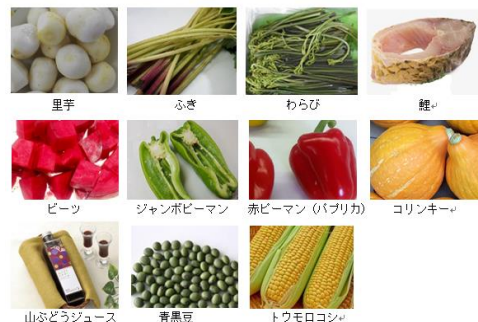 里芋 ふき わらび 鯉
ビーツ ジャンボピーマン 赤ピーマン（パプリカ） コリンキー
山ぶどうジュース 青黒豆 トウモロコシ